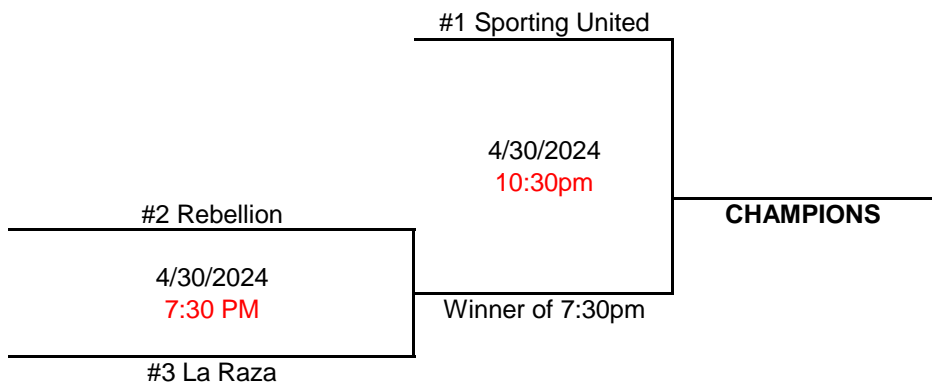 #1 Sporting United
4/30/2024
10:30pm
#2 Rebellion
CHAMPIONS
4/30/2024
7:30 PM
Winner of 7:30pm
#3 La Raza